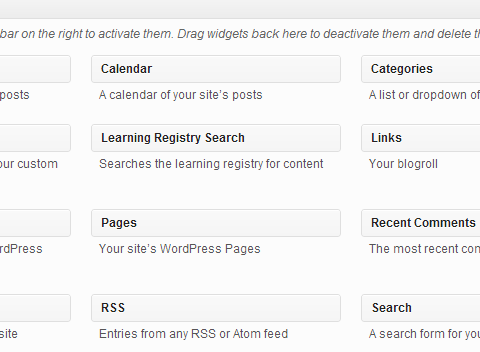 bar on the right to activate them. Drag widgets back here to deactivate them and delete
Calendar Categories
posts A calendar of your site's posts A list or dropdown of
Learning Registry Search Links
our custom Searches the learning registry for content Your blogroll
Pages Recent Comments
rdPress Your site's WordPress Pages The most recent com
RSS Search
site Entries from any RSS or Atom feed A search form for you